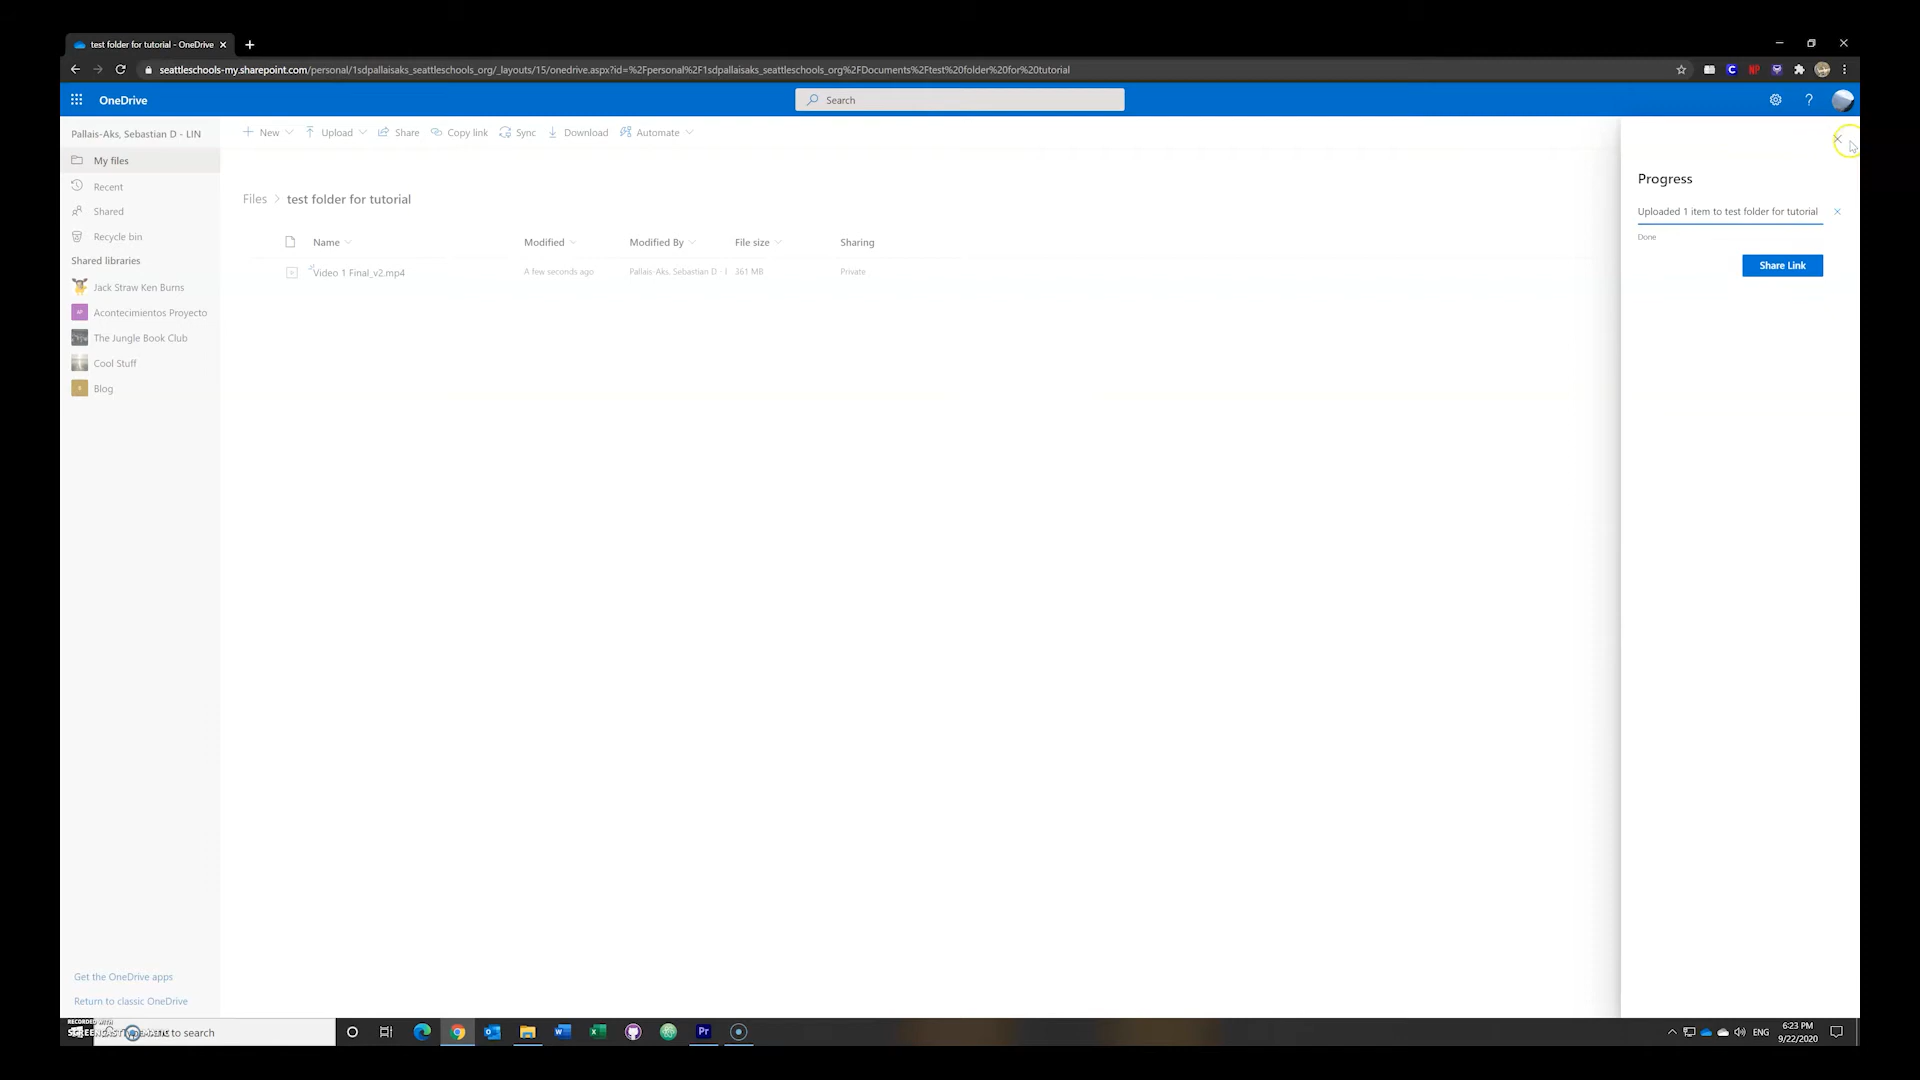 test folder for tutorial - OneDrive
seattleschools-my.sharepoint.com/personal/1sdpallaisaks_seattleschools_org/_layouts/15/onedrive.aspx?id=%2Fpersonal%2F1sdpallaisaks_seattleschools_org%2FDocuments%2Ftest%20folder%20for%20tutorial
OneDrive
Search
Pallais-Aks, Sebastian D - LIN
New Upload Share Copy link Sync Download Automate
My files
Recent
Shared
Recycle bin
Shared libraries
Jack Straw Ken Burns
Acontecimientos Proyecto
The Jungle Book Club
Cool Stuff
Blog
Get the OneDrive apps
Return to classic OneDrive
Files > test folder for tutorial
Name Modified Modified By File size Sharing
Video 1 Final_v2.mp4 A few seconds ago Pallais-Aks, Sebastian D - l 361 MB Private
Progress
Uploaded 1 item to test folder for tutorial
Done
Share Link
RECORDED WITH
to search
ENG
6:23 PM
9/22/2020